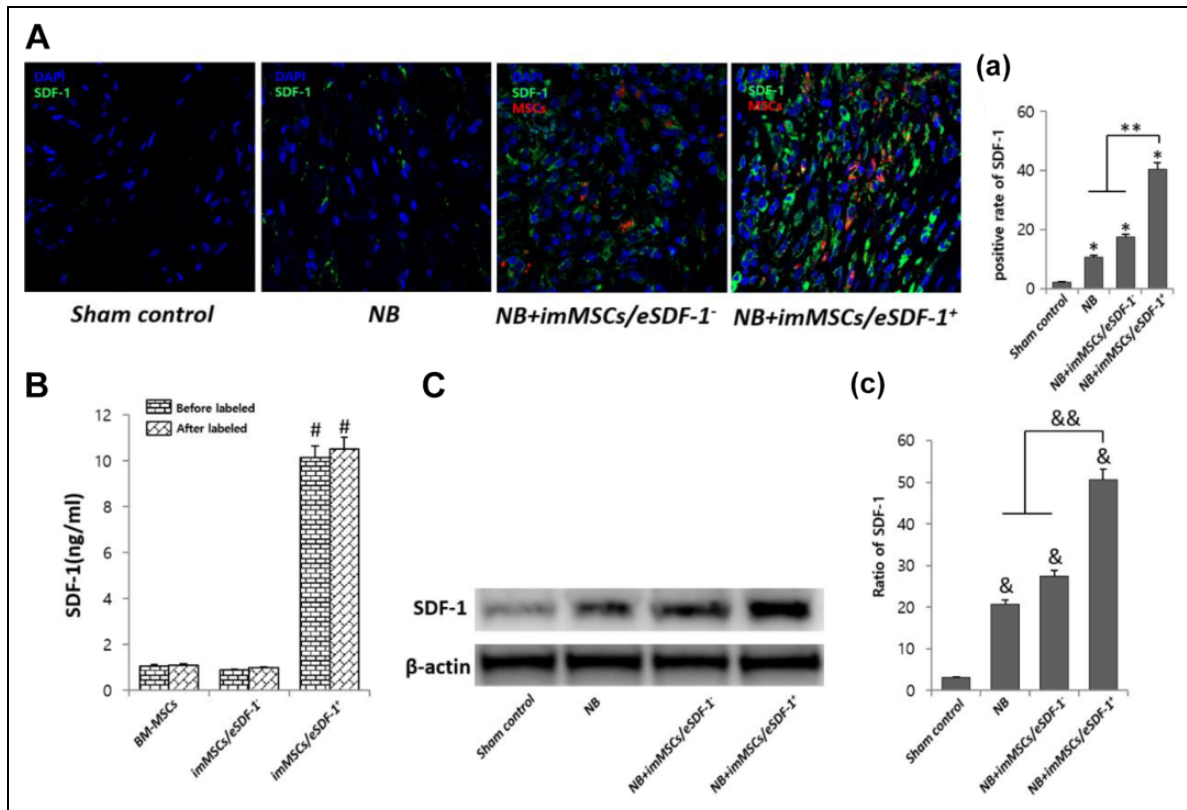 A
DAPI
SDF-1
DAPI
SDF-1
DAPI
SDF-1
MSCs
DAPI
SDF-1
MSCs
Sham control
NB
NB+imMSCs/eSDF-1⁻
NB+imMSCs/eSDF-1⁺
(a)
positive rate of SDF-1
60
40
20
0
**
*
*
*
Sham control
NB
NB+imMSCs/eSDF-1⁻
NB+imMSCs/eSDF-1⁺
B
Before labeled
After labeled
SDF-1(ng/ml)
12
10
8
6
4
2
0
# #
BM-MSCs
imMSCs/eSDF-1⁻
imMSCs/eSDF-1⁺
C
SDF-1
β-actin
Sham control
NB
NB+imMSCs/eSDF-1⁻
NB+imMSCs/eSDF-1⁺
(c)
Ratio of SDF-1
60
50
40
30
20
10
0
&&
&
&
&
Sham control
NB
NB+imMSCs/eSDF-1⁻
NB+imMSCs/eSDF-1⁺